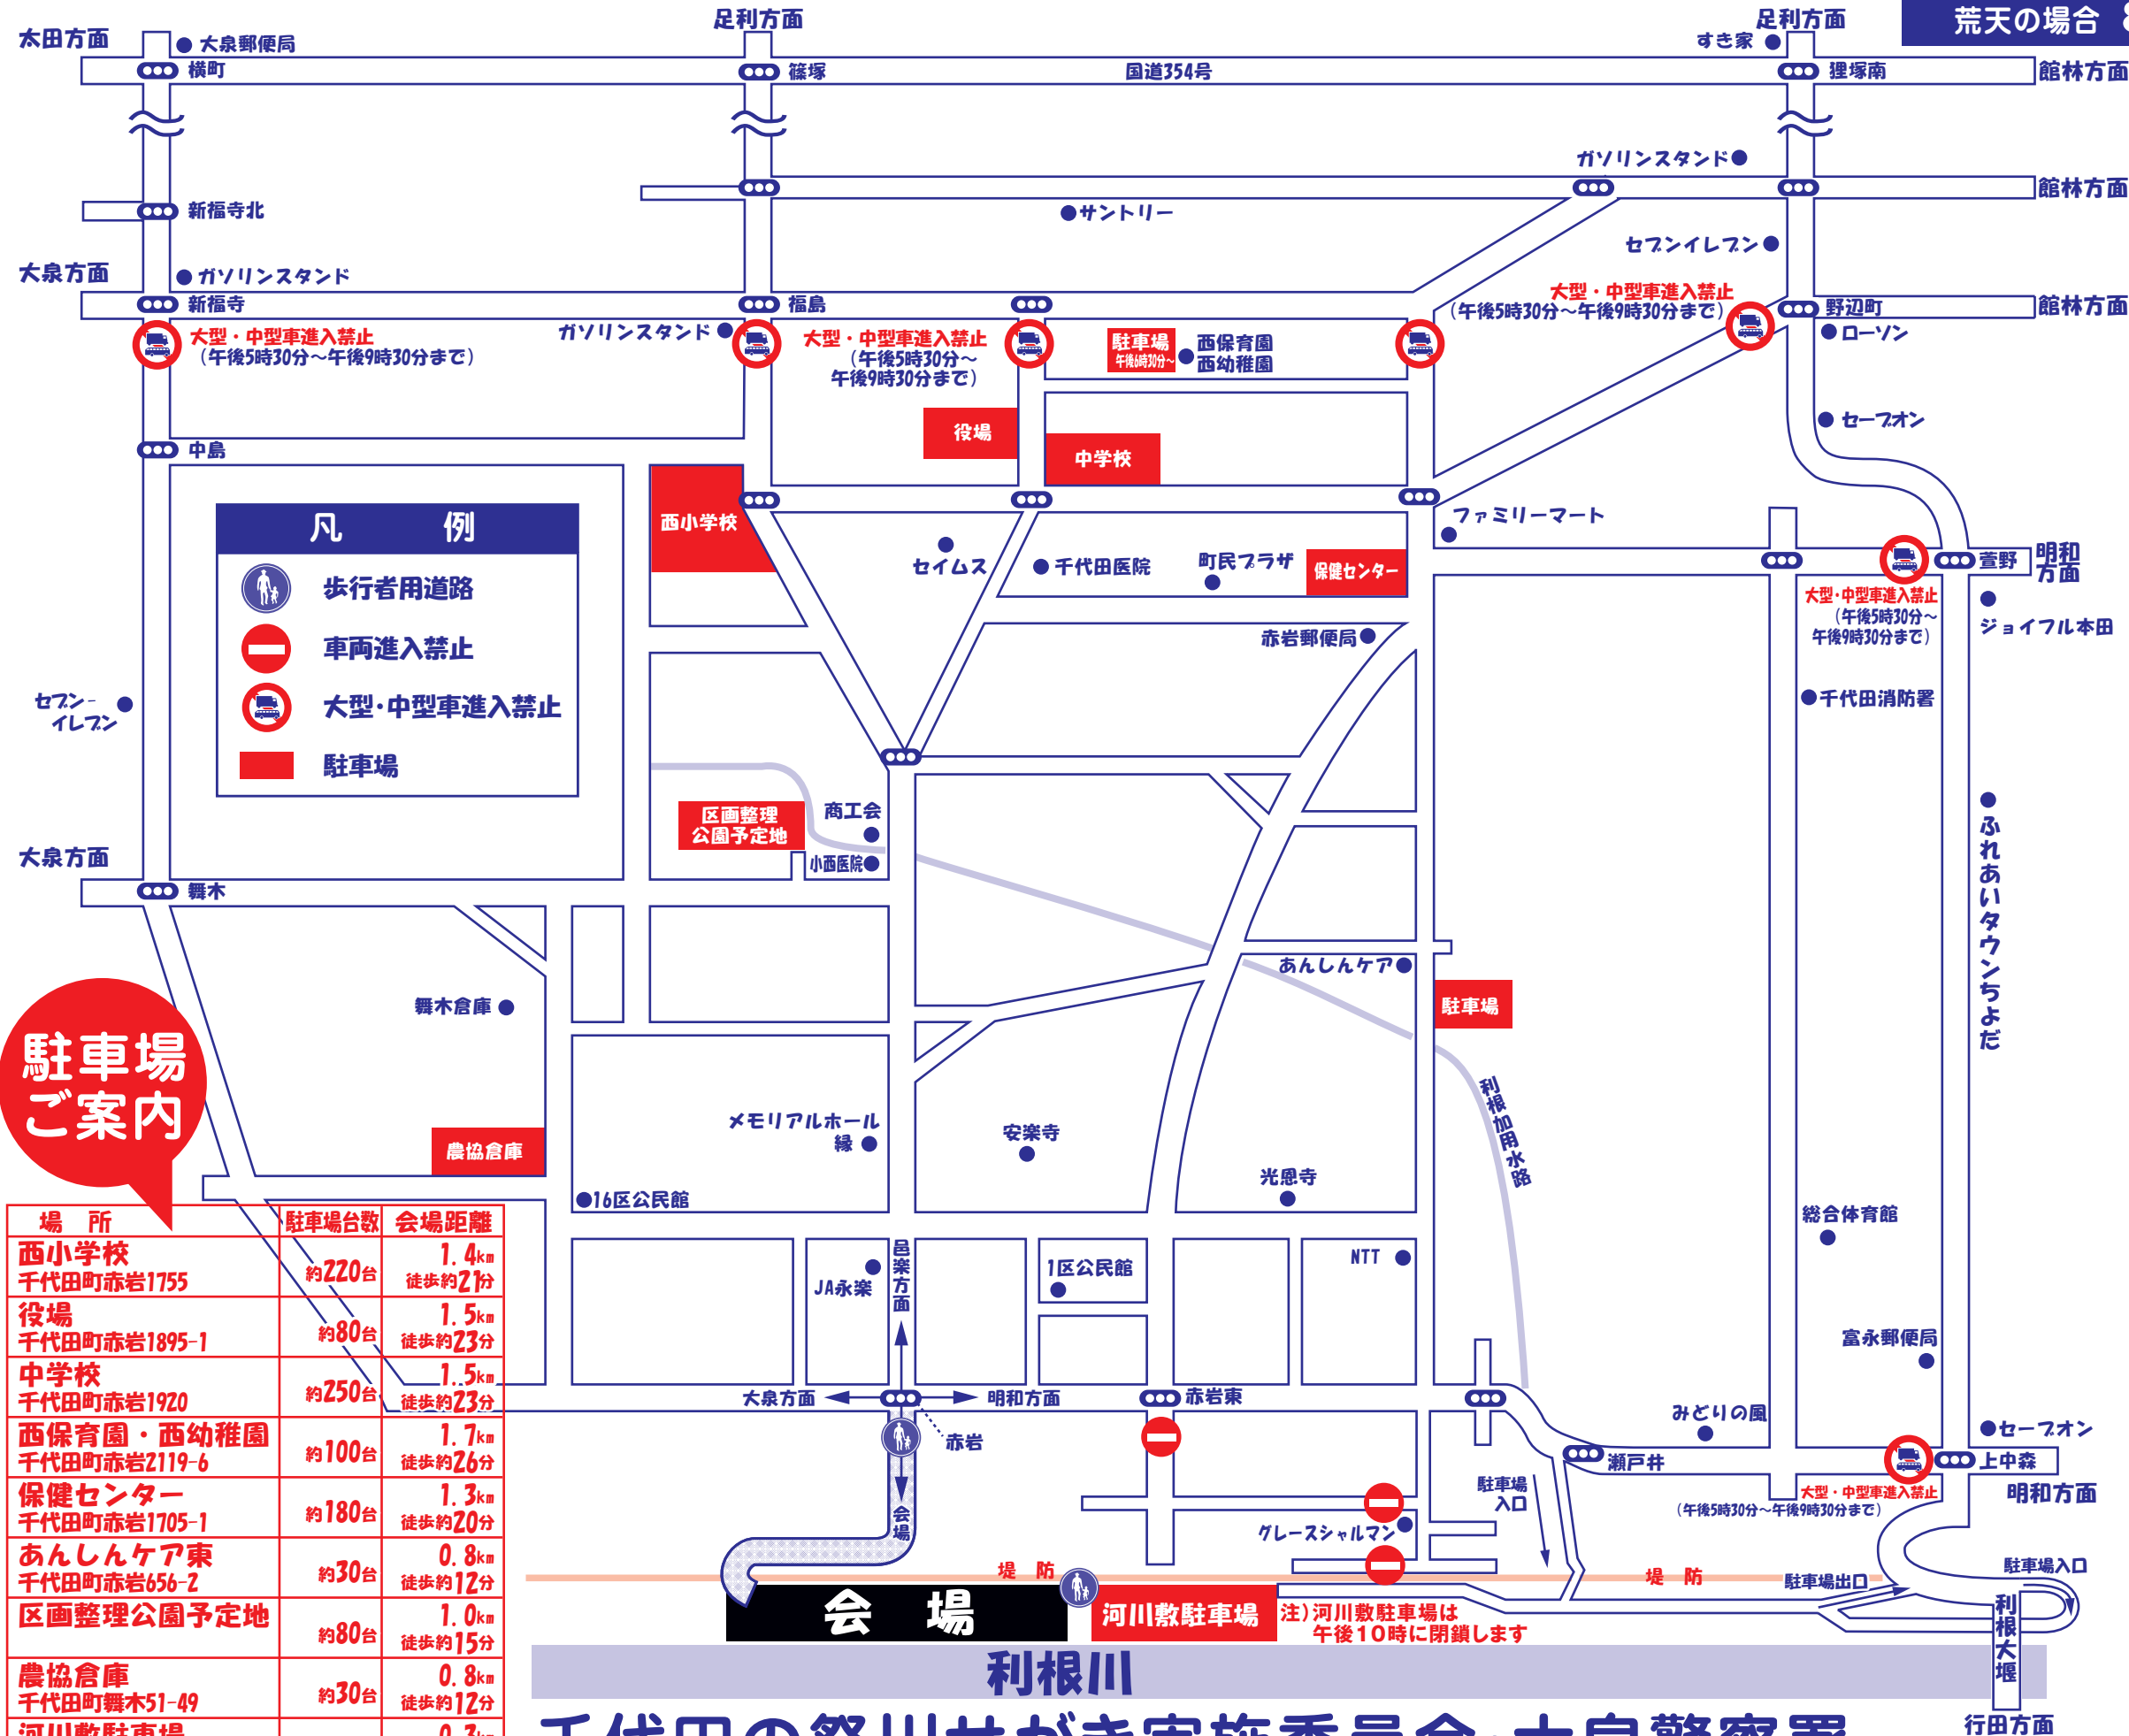 荒天の場合
太田方面
大泉郵便局
横町
足利方面
篠塚
国道354号
足利方面
すき家
狸塚南
館林方面
ガソリンスタンド
館林方面
新福寺北
サントリー
セブンイレブン
大泉方面
ガソリンスタンド
新福寺
福島
大型・中型車進入禁止
(午後5時30分〜午後9時30分まで)
野辺町
館林方面
ローソン
大型・中型車進入禁止
(午後5時30分〜午後9時30分まで)
ガソリンスタンド
大型・中型車進入禁止
(午後5時30分〜
午後9時30分まで)
駐車場
午後6時30分〜
西保育園
西幼稚園
中島
役場
中学校
セーブオン
西小学校
ファミリーマート
凡 例
歩行者用道路
車両進入禁止
大型・中型車進入禁止
駐車場
セイムス
千代田医院
町民プラザ
保健センター
赤岩郵便局
萱野
明和
方面
大型・中型車進入禁止
(午後5時30分〜
午後9時30分まで)
ジョイフル本田
千代田消防署
セブン-
イレブン
区画整理
公園予定地
商工会
小西医院
大泉方面
舞木
ふれあいタウンちよだ
舞木倉庫
あんしんケア
駐車場
利根加用水路
駐車場
ご案内
農協倉庫
メモリアルホール
縁
安楽寺
光恩寺
16区公民館
総合体育館
JA永楽
邑楽方面
1区公民館
NTT
富永郵便局
大泉方面
明和方面
赤岩東
赤岩
会場
みどりの風
瀬戸井
セーブオン
上中森
明和方面
大型・中型車進入禁止
(午後5時30分〜午後9時30分まで)
駐車場
入口
グレースシャルマン
堤 防
堤 防
駐車場出口
駐車場入口
会 場
河川敷駐車場
注)河川敷駐車場は
午後10時に閉鎖します
利根大堰
利根川
行田方面
場 所 駐車場台数 会場距離
西小学校 1.4km
千代田町赤岩1755 約220台 徒歩約21分
役場 1.5km
千代田町赤岩1895-1 約80台 徒歩約23分
中学校 1.5km
千代田町赤岩1920 約250台 徒歩約23分
西保育園・西幼稚園 1.7km
千代田町赤岩2119-6 約100台 徒歩約26分
保健センター 1.3km
千代田町赤岩1705-1 約180台 徒歩約20分
あんしんケア東 0.8km
千代田町赤岩656-2 約30台 徒歩約12分
区画整理公園予定地 1.0km
約80台 徒歩約15分
農協倉庫 0.8km
千代田町舞木51-49 約30台 徒歩約12分
河川敷駐車場 0.3km
千代田の祭川せがき実施委員会・大泉警察署